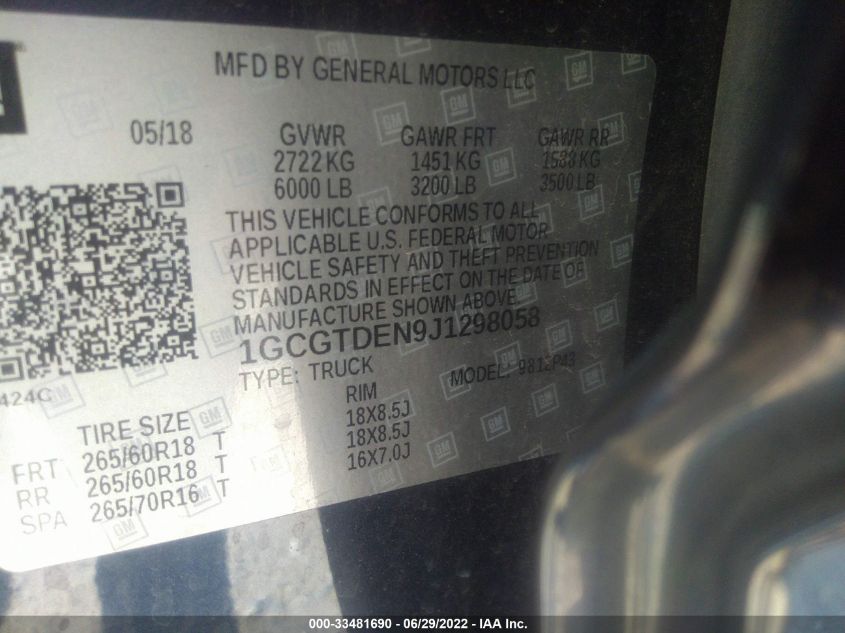 MFD BY GENERAL MOTORS LLC
05/18 GVWR GAWR FRT GAWR RR
2722 KG 1451 KG 1588 KG
6000 LB 3200 LB 3500 LB
THIS VEHICLE CONFORMS TO ALL
APPLICABLE U.S. FEDERAL MOTOR
VEHICLE SAFETY AND THEFT PREVENTION
STANDARDS IN EFFECT ON THE DATE OF
MANUFACTURE SHOWN ABOVE.
1GCGTDEN9J1298058
TYPE: TRUCK MODEL: 9812P43
424C
TIRE SIZE RIM
FRT 265/60R18 T 18X8.5J
RR 265/60R18 T 18X8.5J
SPA 265/70R16 T 16X7.0J
000-33481690 - 06/29/2022 - IAA Inc.